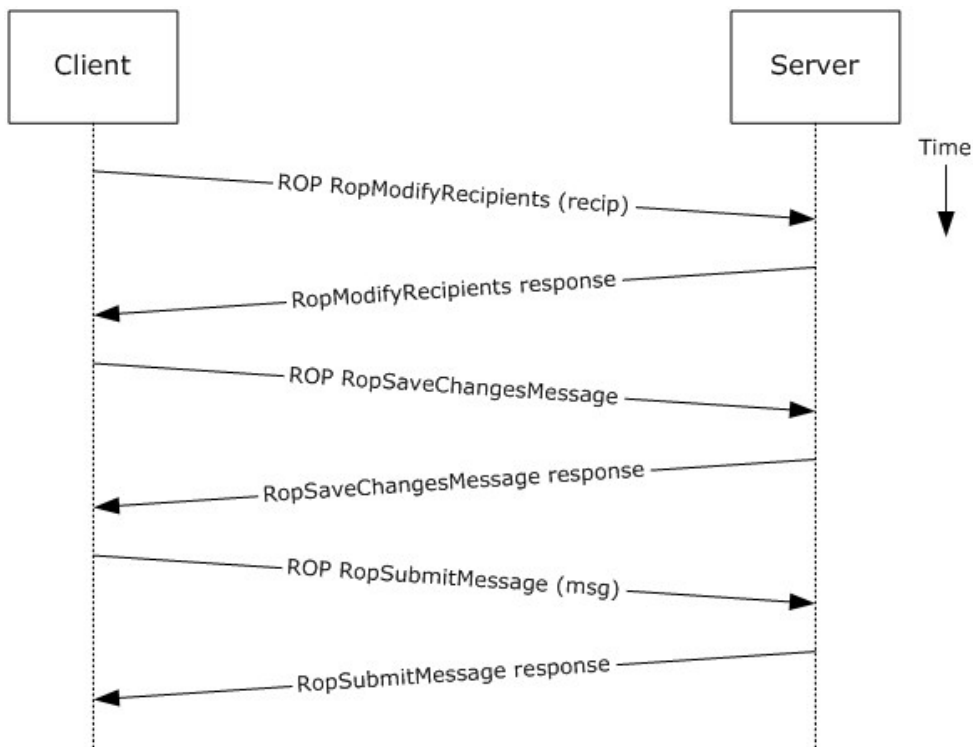 Client
Server
Time
ROP RopModifyRecipients (recip)
RopModifyRecipients response
ROP RopSaveChangesMessage
RopSaveChangesMessage response
ROP RopSubmitMessage (msg)
RopSubmitMessage response